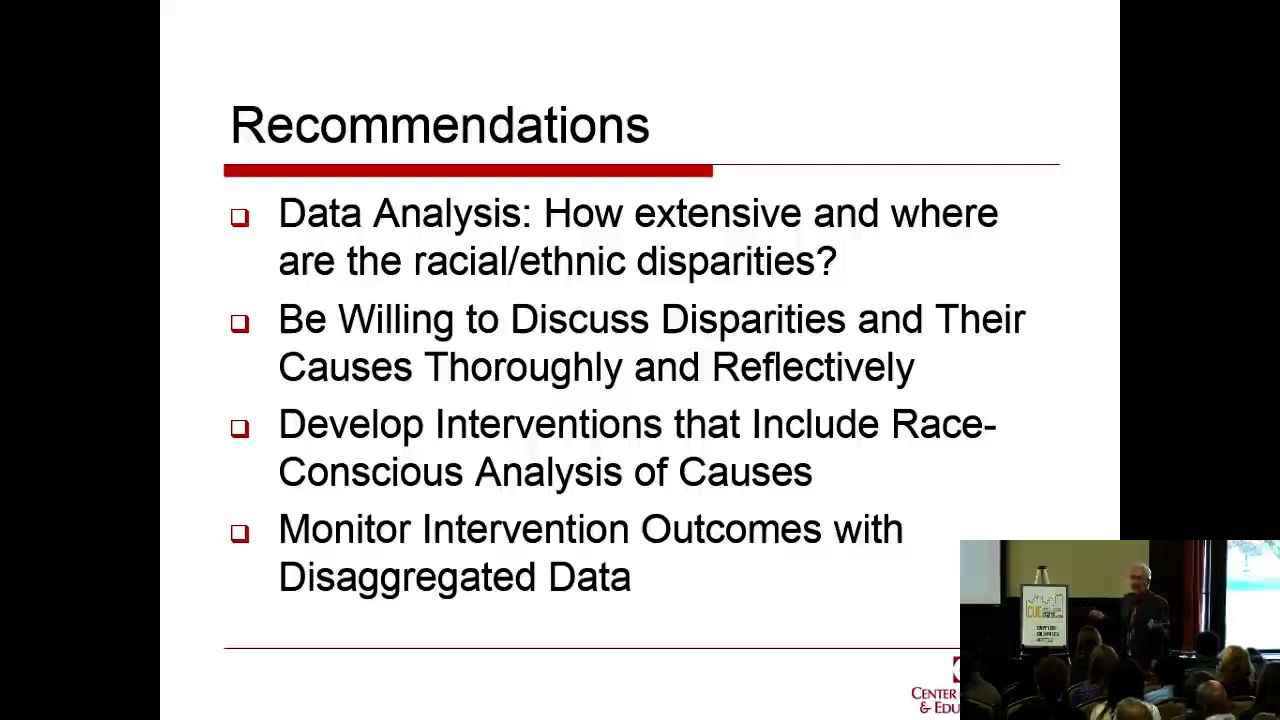 Recommendations
Data Analysis: How extensive and where
are the racial/ethnic disparities?
Be Willing to Discuss Disparities and Their
Causes Thoroughly and Reflectively
Develop Interventions that Include Race-
Conscious Analysis of Causes
Monitor Intervention Outcomes with
Disaggregated Data
CENTER
& EDU
CUE